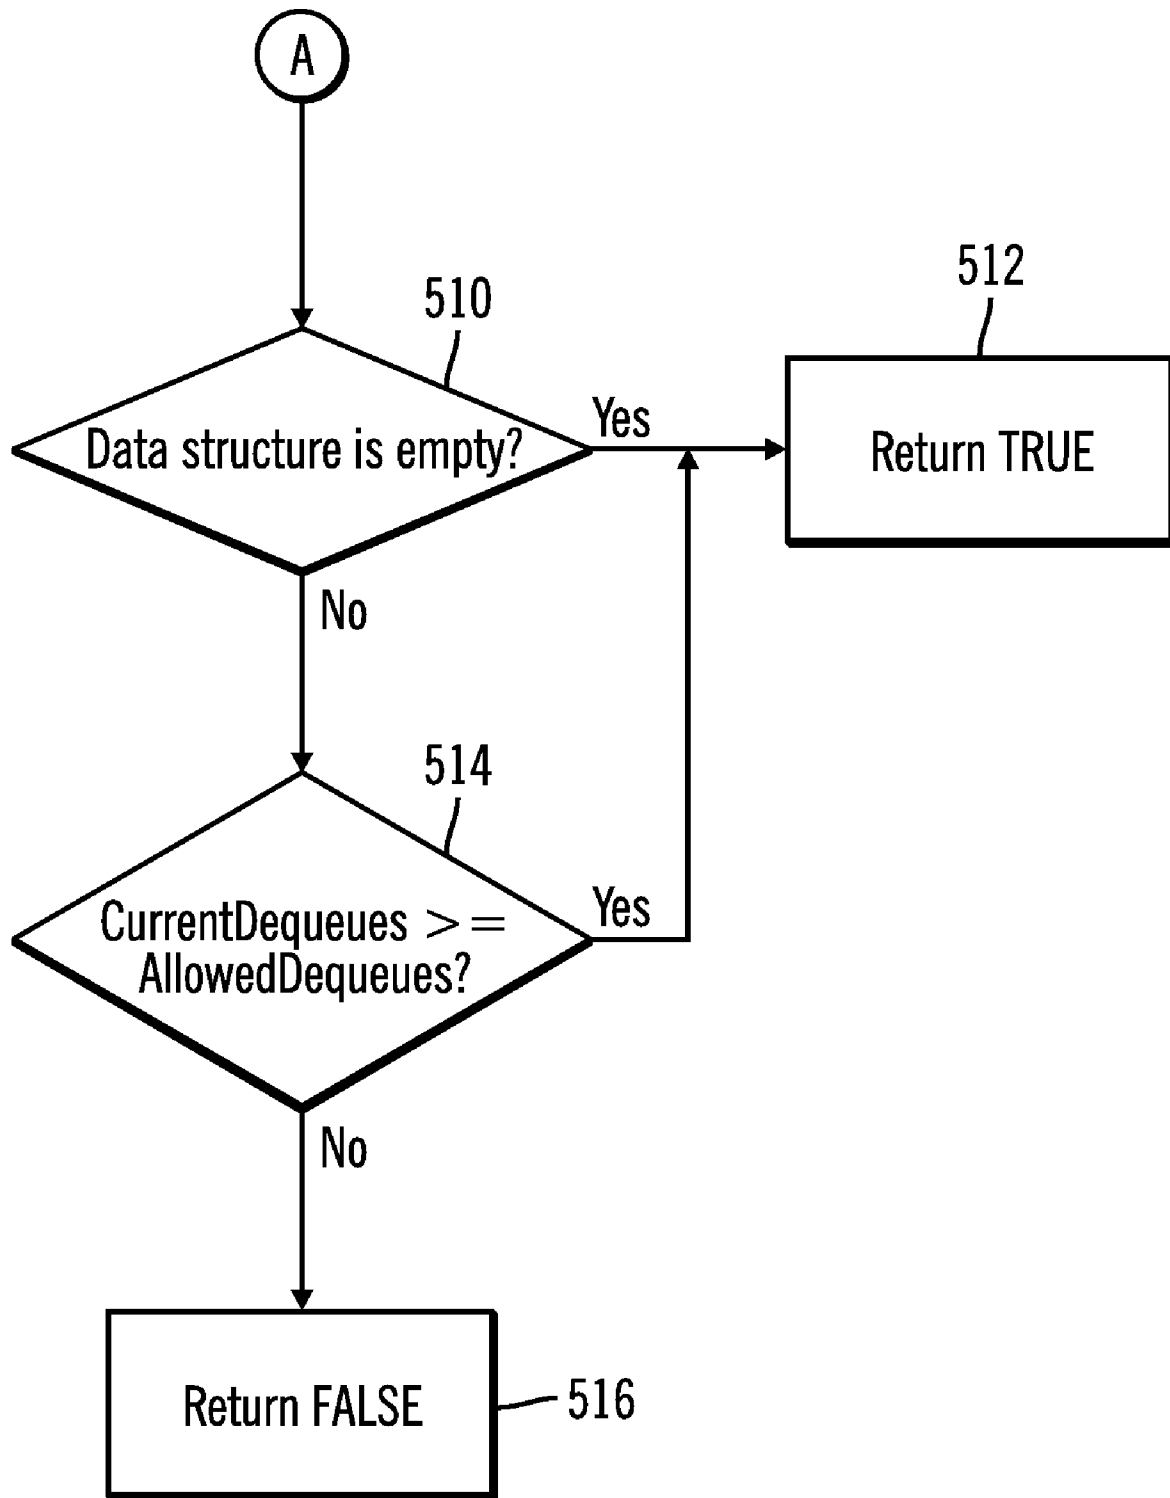 A
510
512
Data structure is empty?
Yes
Return TRUE
No
514
CurrentDequeues >=
AllowedDequeues?
Yes
No
Return FALSE
516